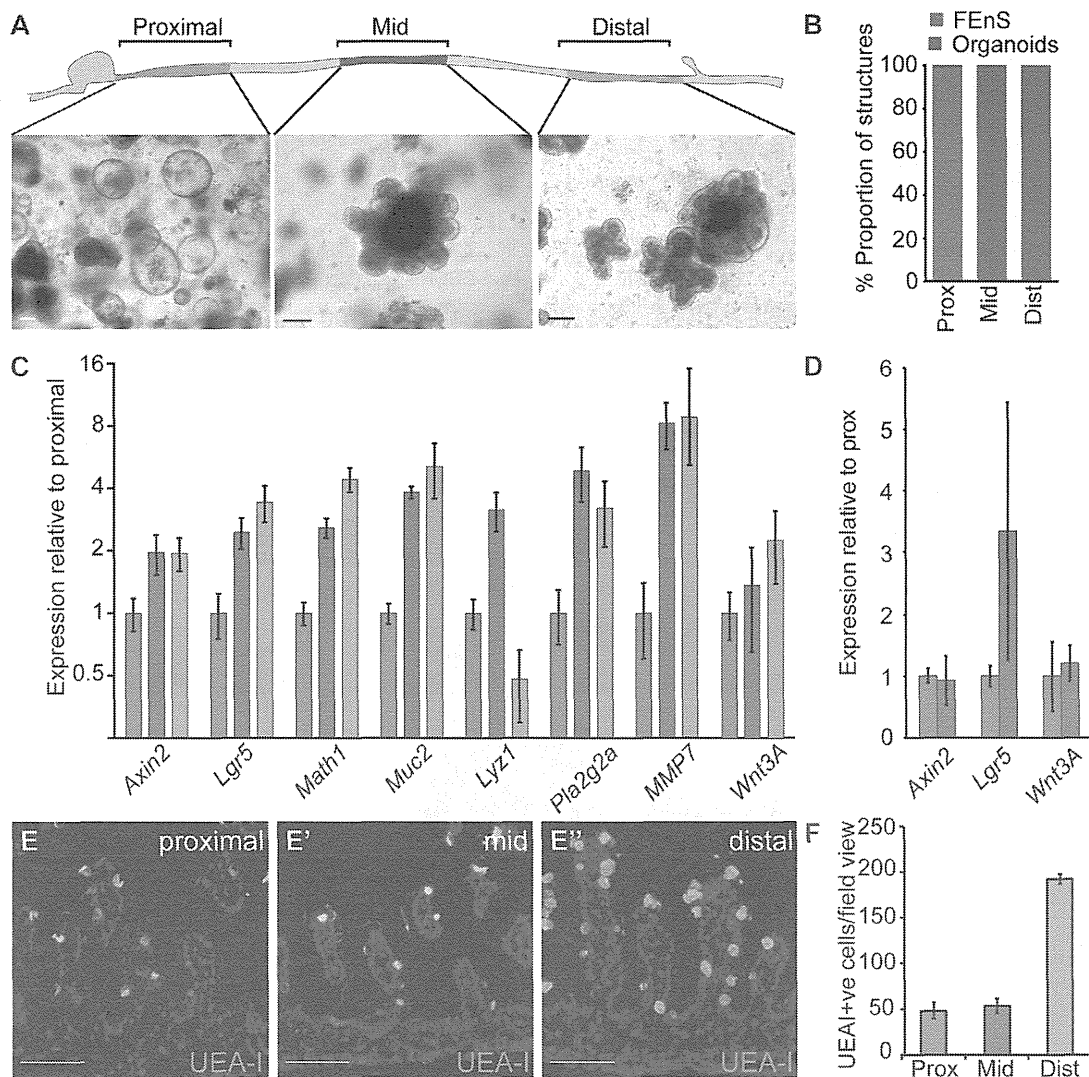 A
Proximal
Mid
Distal
B
FEnS
Organoids
% Proportion of structures
100
80
60
40
20
0
Prox
Mid
Dist
C
Expression relative to proximal
16
8
4
2
1
0.5
Axin2
Lgr5
Math1
Muc2
Lyz1
Pla2g2a
MMP7
Wnt3A
D
Expression relative to prox
6
5
4
3
2
1
0
Axin2
Lgr5
Wnt3A
E
proximal
UEA-I
E'
mid
UEA-I
E''
distal
UEA-I
F
UEAI+ve cells/field view
250
200
150
100
50
0
Prox
Mid
Dist